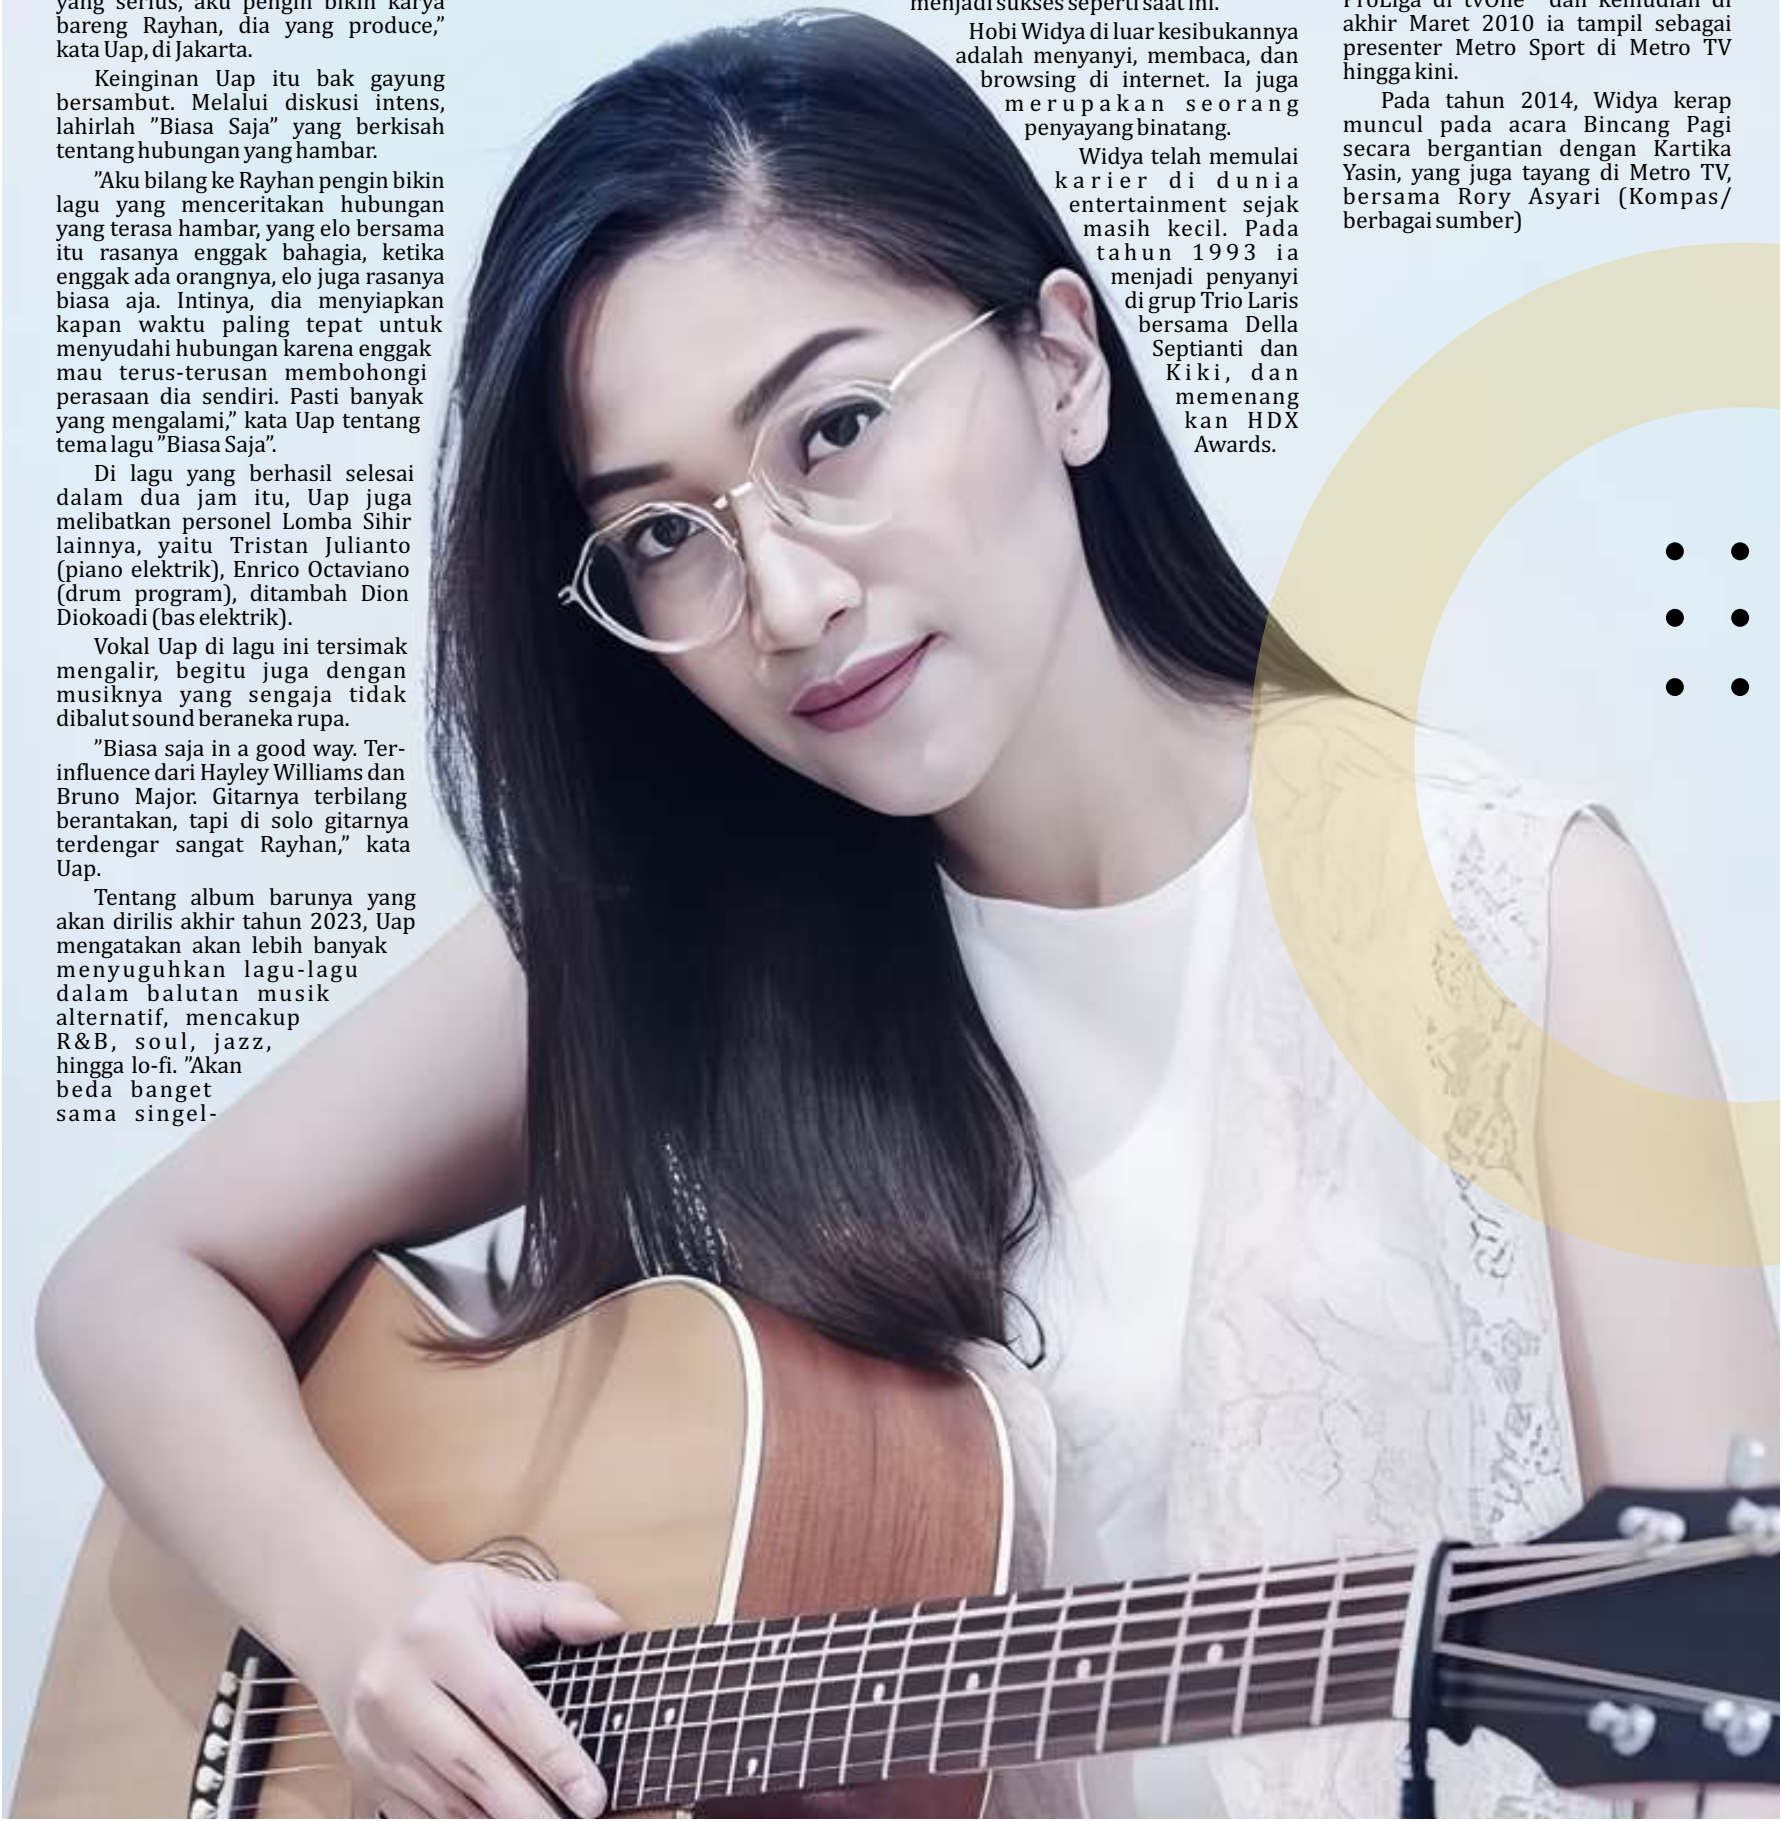 yang serius, aku pengin bikin karya
bareng Rayhan, dia yang produce,”
kata Uap, di Jakarta.
Keinginan Uap itu bak gayung
bersambut. Melalui diskusi intens,
lahirlah ”Biasa Saja” yang berkisah
tentang hubungan yang hambar.
”Aku bilang ke Rayhan pengin bikin
lagu yang menceritakan hubungan
yang terasa hambar, yang elo bersama
itu rasanya enggak bahagia, ketika
enggak ada orangnya, elo juga rasanya
biasa aja. Intinya, dia menyiapkan
kapan waktu paling tepat untuk
menyudahi hubungan karena enggak
mau terus-terusan membohongi
perasaan dia sendiri. Pasti banyak
yang mengalami,” kata Uap tentang
tema lagu ”Biasa Saja”.
Di lagu yang berhasil selesai
dalam dua jam itu, Uap juga
melibatkan personel Lomba Sihir
lainnya, yaitu Tristan Julianto
(piano elektrik), Enrico Octaviano
(drum program), ditambah Dion
Diokoadi (bas elektrik).
Vokal Uap di lagu ini tersimak
mengalir, begitu juga dengan
musiknya yang sengaja tidak
dibalut sound beraneka rupa.
”Biasa saja in a good way. Ter-
influence dari Hayley Williams dan
Bruno Major. Gitarnya terbilang
berantakan, tapi di solo gitarnya
terdengar sangat Rayhan,” kata
Uap.
Tentang album barunya yang
akan dirilis akhir tahun 2023, Uap
mengatakan akan lebih banyak
menyuguhkan lagu-lagu
dalam balutan musik
alternatif, mencakup
R&B, soul, jazz,
hingga lo-fi. ”Akan
beda banget
sama singel-
menjadi sukses seperti saat ini.
Hobi Widya di luar kesibukannya
adalah menyanyi, membaca, dan
browsing di internet. Ia juga
merupakan seorang
penyayang binatang.
Widya telah memulai
karier di dunia
entertainment sejak
masih kecil. Pada
tahun 1993 ia
menjadi penyanyi
di grup Trio Laris
bersama Della
Septianti dan
Kiki, dan
memenang
kan HDX
Awards.
ProLiga di tvOne dan kemudian di
akhir Maret 2010 ia tampil sebagai
presenter Metro Sport di Metro TV
hingga kini.
Pada tahun 2014, Widya kerap
muncul pada acara Bincang Pagi
secara bergantian dengan Kartika
Yasin, yang juga tayang di Metro TV,
bersama Rory Asyari (Kompas/
berbagai sumber)